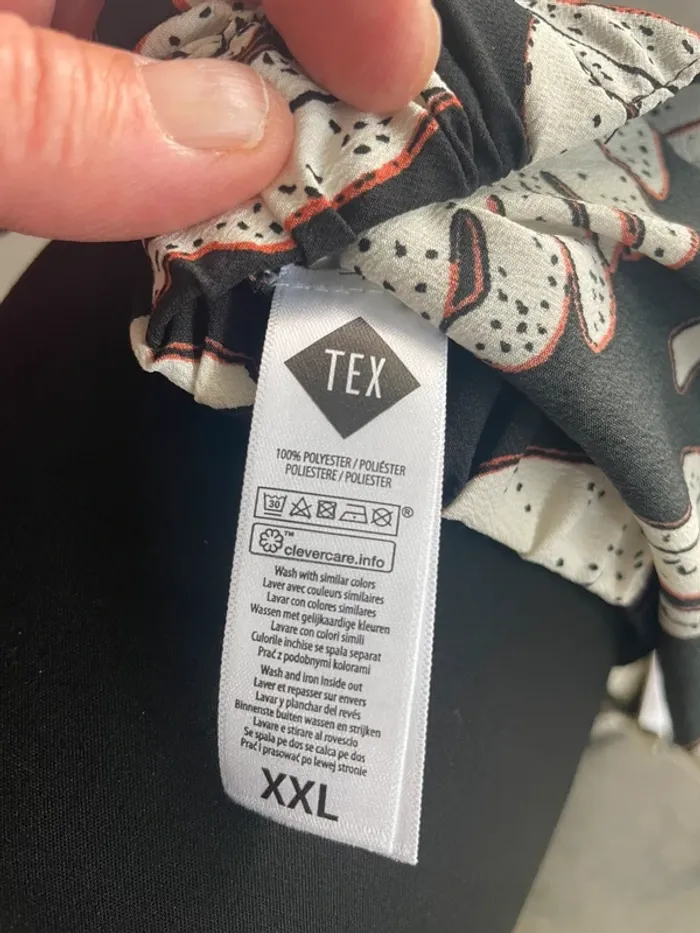 TEX
100% POLYESTER / POLIÉSTER
POLIESTERE / POLIESTER
30
®
™
clevercare.info
Wash with similar colors
Laver avec couleurs similaires
Lavar con colores similares
Wassen met gelijkaardige kleuren
Lavare con colori simili
Culorile inchise se spala separat
Prać z podobnymi kolorami
Wash and iron inside out
Laver et repasser sur envers
Lavar y planchar del revés
Binnenste buiten wassen en strijken
Lavare e stirare al rovescio
Se spala pe dos se calca pe dos
Prać i prasować po lewej stronie
XXL